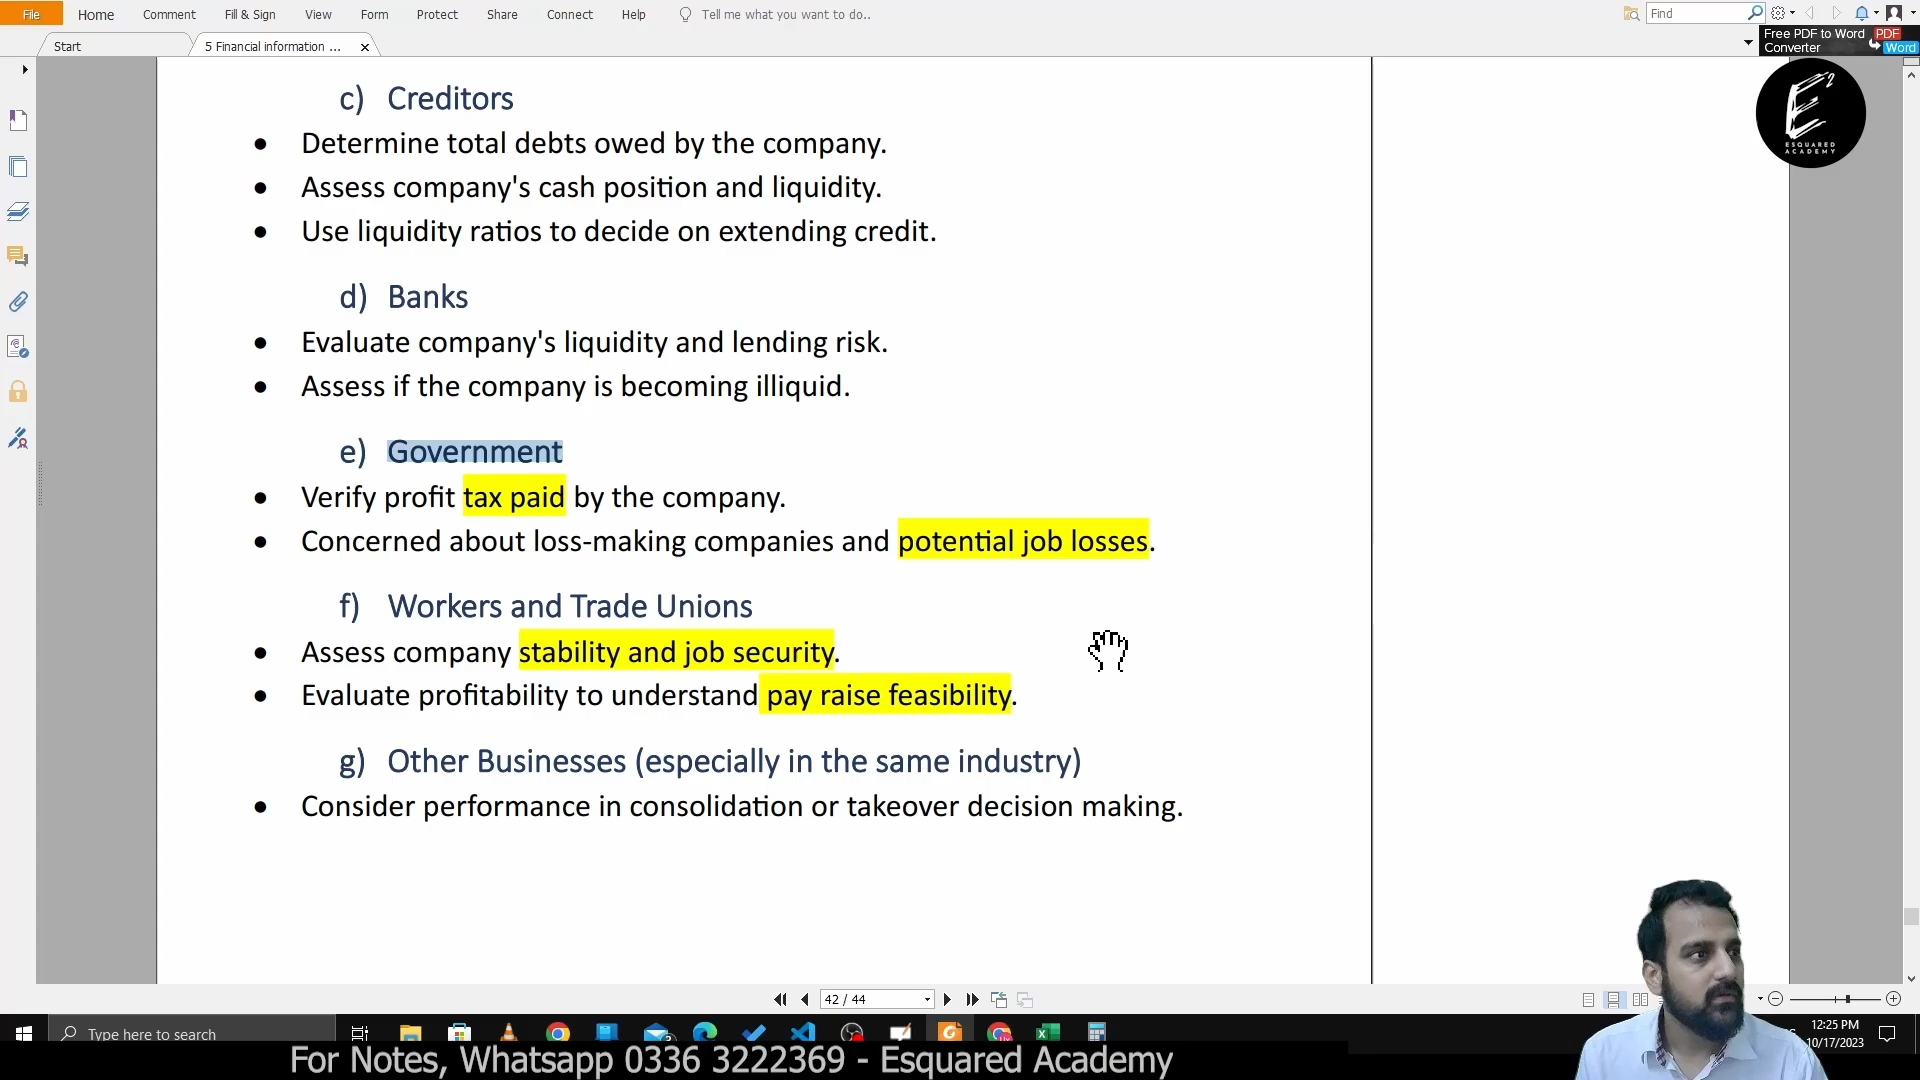 File Home Comment Fill & Sign View Form Protect Share Connect Help Tell me what you want to do.. Find
Start 5 Financial information ... Free PDF to Word Converter PDF Word
E2
ESQUARED
ACADEMY
c) Creditors
• Determine total debts owed by the company.
• Assess company's cash position and liquidity.
• Use liquidity ratios to decide on extending credit.
d) Banks
• Evaluate company's liquidity and lending risk.
• Assess if the company is becoming illiquid.
e) Government
• Verify profit tax paid by the company.
• Concerned about loss-making companies and potential job losses.
f) Workers and Trade Unions
• Assess company stability and job security.
• Evaluate profitability to understand pay raise feasibility.
g) Other Businesses (especially in the same industry)
• Consider performance in consolidation or takeover decision making.
42 / 44
Type here to search
12:25 PM
10/17/2023
For Notes, Whatsapp 0336 3222369 - Esquared Academy